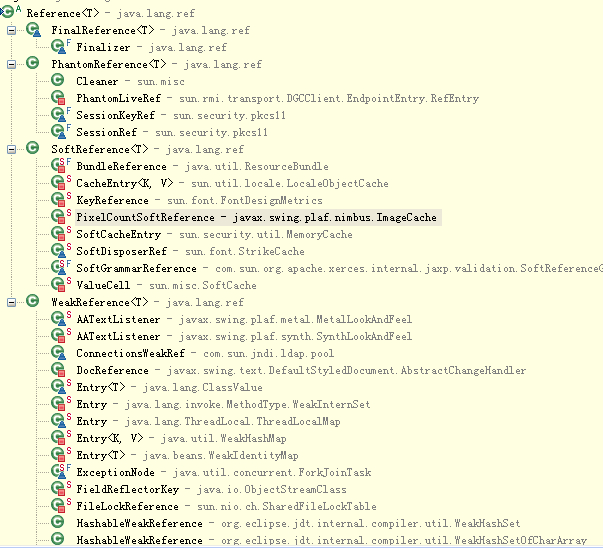 Reference<T> - java.lang.ref
FinalReference<T> - java.lang.ref
Finalizer - java.lang.ref
PhantomReference<T> - java.lang.ref
Cleaner - sun.misc
PhantomLiveRef - sun.rmi.transport.DGCClient.EndpointEntry.RefEntry
SessionKeyRef - sun.security.pkcs11
SessionRef - sun.security.pkcs11
SoftReference<T> - java.lang.ref
BundleReference - java.util.ResourceBundle
CacheEntry<K, V> - sun.util.locale.LocaleObjectCache
KeyReference - sun.font.FontDesignMetrics
PixelCountSoftReference - javax.swing.plaf.nimbus.ImageCache
SoftCacheEntry - sun.security.util.MemoryCache
SoftDisposerRef - sun.font.StrikeCache
SoftGrammarReference - com.sun.org.apache.xerces.internal.jaxp.validation.SoftReferenceG
ValueCell - sun.misc.SoftCache
WeakReference<T> - java.lang.ref
AATextListener - javax.swing.plaf.metal.MetalLookAndFeel
AATextListener - javax.swing.plaf.synth.SynthLookAndFeel
ConnectionsWeakRef - com.sun.jndi.ldap.pool
DocReference - javax.swing.text.DefaultStyledDocument.AbstractChangeHandler
Entry<T> - java.lang.ClassValue
Entry - java.lang.invoke.MethodType.WeakInternSet
Entry - java.lang.ThreadLocal.ThreadLocalMap
Entry<K, V> - java.util.WeakHashMap
Entry<T> - java.beans.WeakIdentityMap
ExceptionNode - java.util.concurrent.ForkJoinTask
FieldReflectorKey - java.io.ObjectStreamClass
FileLockReference - sun.nio.ch.SharedFileLockTable
HashableWeakReference - org.eclipse.jdt.internal.compiler.util.WeakHashSet
HashableWeakReference - org.eclipse.jdt.internal.compiler.util.WeakHashSetOfCharArray